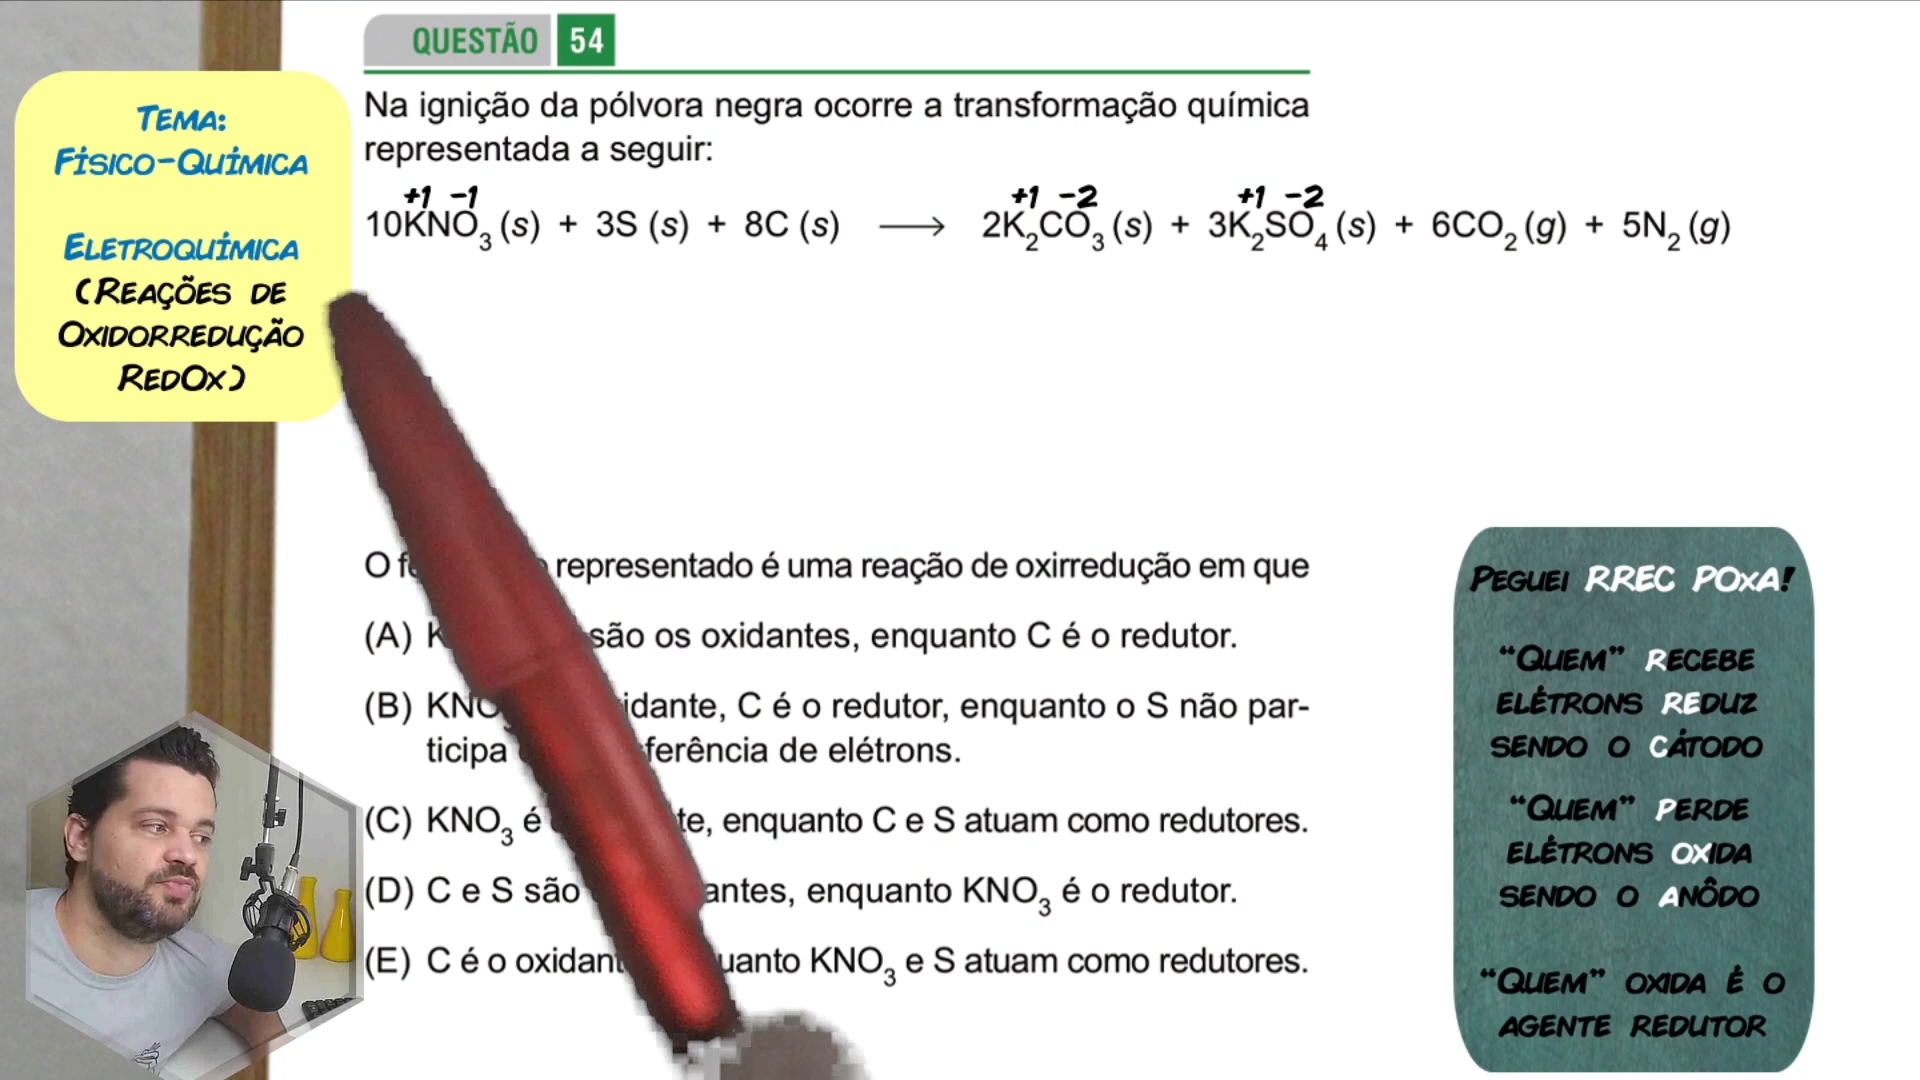 QUESTÃO 54
TEMA:
FÍSICO-QUÍMICA
ELETROQUÍMICA
(REAÇÕES DE
OXIDORREDUÇÃO
REDOX)
Na ignição da pólvora negra ocorre a transformação química
representada a seguir:
+1 -1 +1 -2 +1 -2
10KNO₃ (s) + 3S (s) + 8C (s) ⟶ 2K₂CO₃ (s) + 3K₂SO₄ (s) + 6CO₂ (g) + 5N₂ (g)
O representado é uma reação de oxirredução em que
(A) são os oxidantes, enquanto C é o redutor.
(B) KNO idante, C é o redutor, enquanto o S não par-
ticipa ferência de elétrons.
(C) KNO₃ é te, enquanto C e S atuam como redutores.
(D) C e S são antes, enquanto KNO₃ é o redutor.
(E) C é o oxidant uanto KNO₃ e S atuam como redutores.
PEGUEI RREC POXA!
"QUEM" RECEBE
ELÉTRONS REDUZ
SENDO O CÁTODO
"QUEM" PERDE
ELÉTRONS OXIDA
SENDO O ANÔDO
"QUEM" OXIDA É O
AGENTE REDUTOR